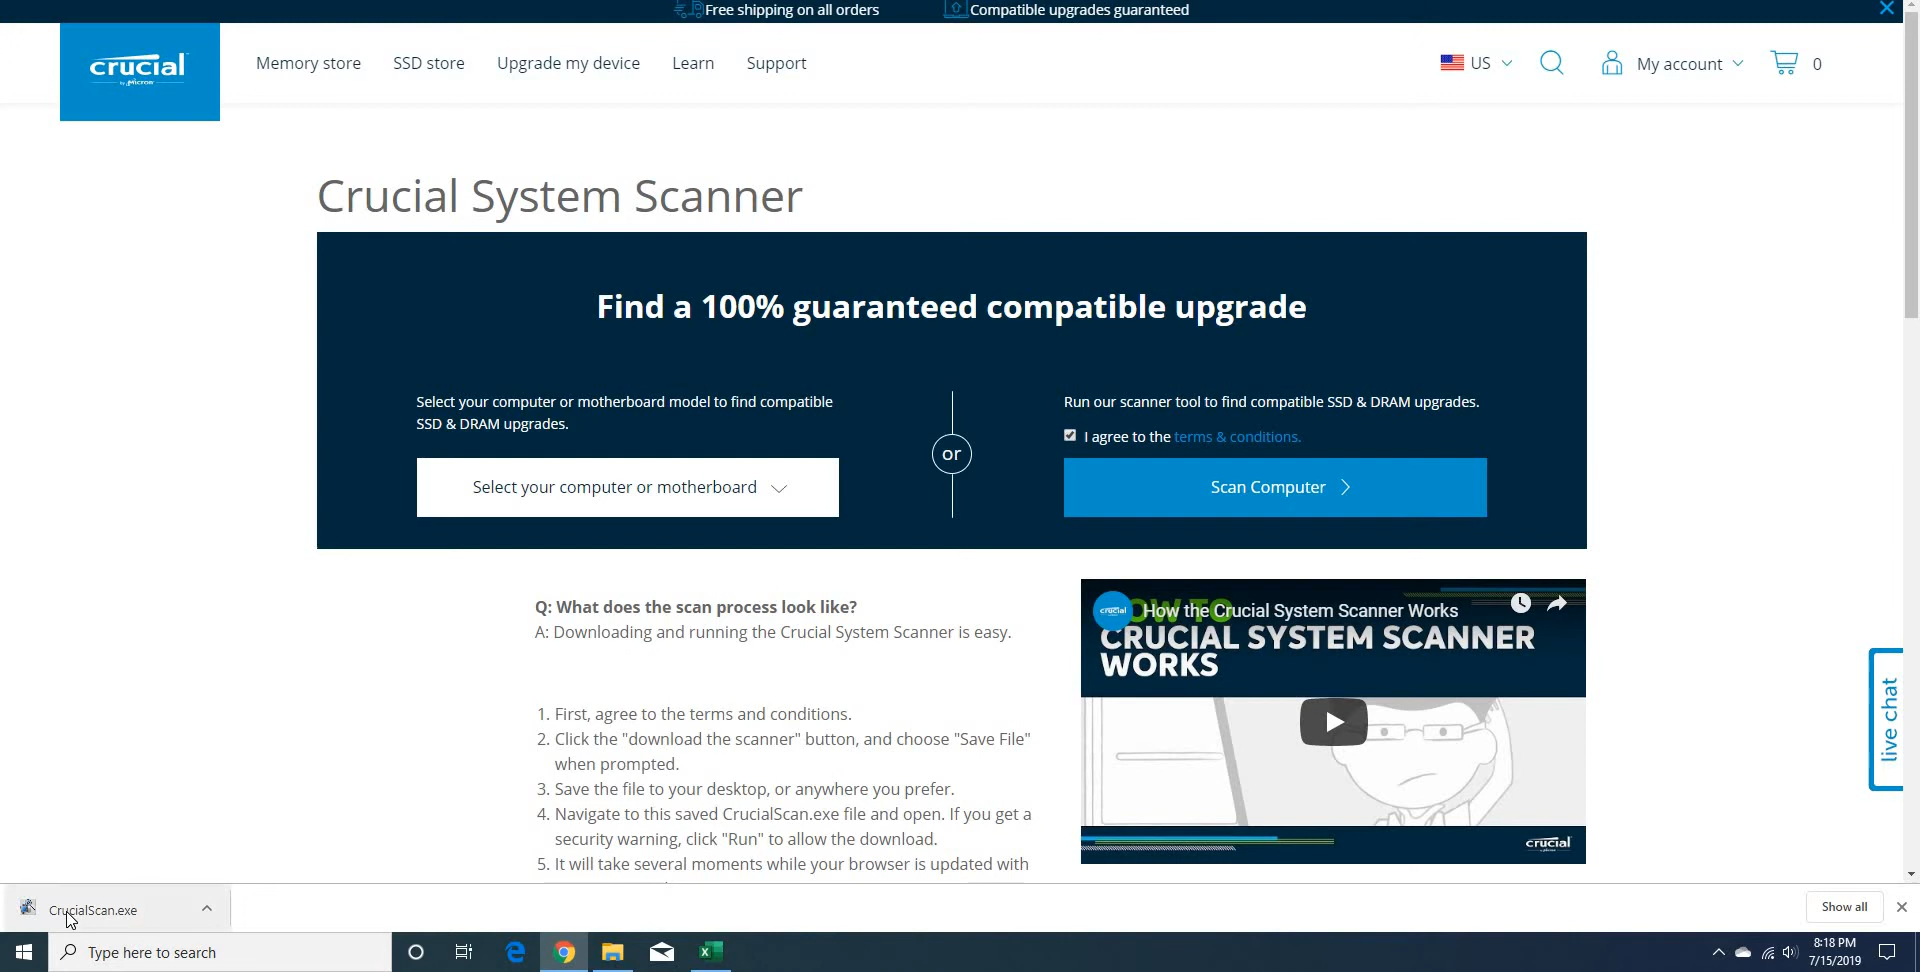 Free shipping on all orders
Compatible upgrades guaranteed
crucial
by Micron
Memory store
SSD store
Upgrade my device
Learn
Support
US
My account
0
Crucial System Scanner
Find a 100% guaranteed compatible upgrade
Select your computer or motherboard model to find compatible
SSD & DRAM upgrades.
Select your computer or motherboard
or
Run our scanner tool to find compatible SSD & DRAM upgrades.
I agree to the terms & conditions.
Scan Computer
Q: What does the scan process look like?
A: Downloading and running the Crucial System Scanner is easy.
1. First, agree to the terms and conditions.
2. Click the "download the scanner" button, and choose "Save File"
when prompted.
3. Save the file to your desktop, or anywhere you prefer.
4. Navigate to this saved CrucialScan.exe file and open. If you get a
security warning, click "Run" to allow the download.
5. It will take several moments while your browser is updated with
crucial
How the Crucial System Scanner Works
HOW TO
CRUCIAL SYSTEM SCANNER
WORKS
crucial
live chat
CrucialScan.exe
Show all
Type here to search
8:18 PM
7/15/2019